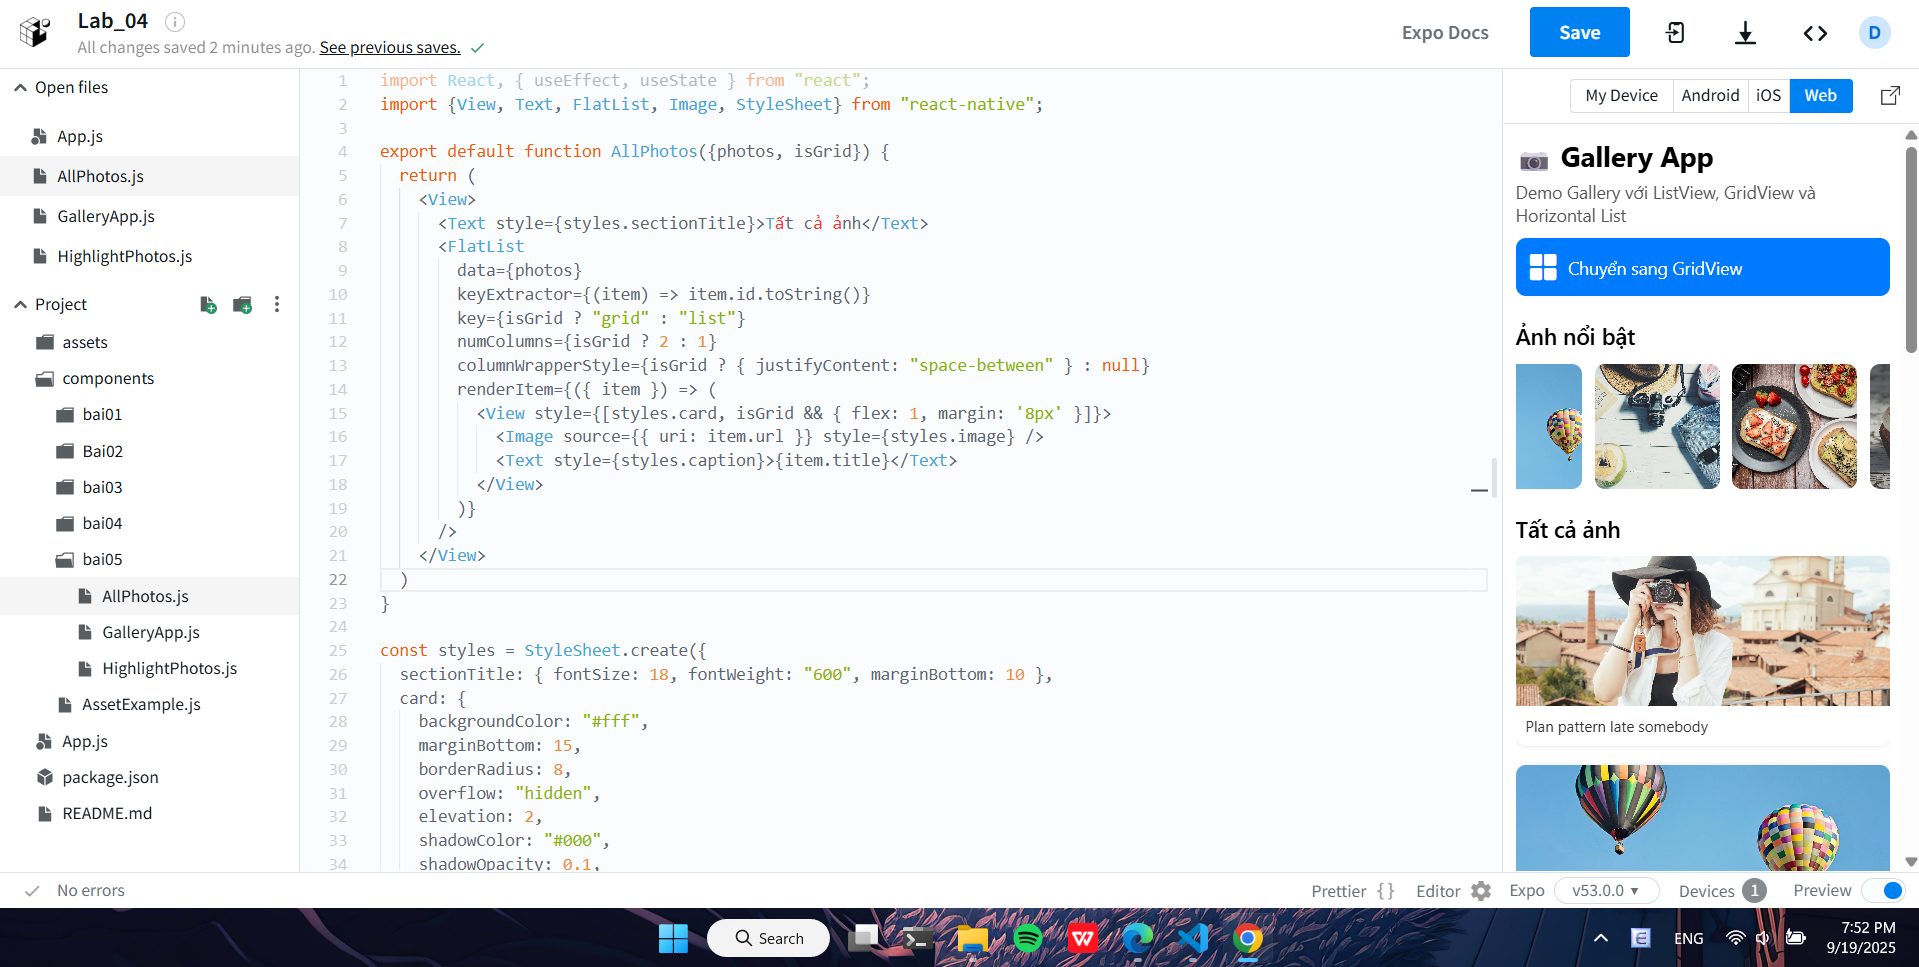 Lab_04
All changes saved 2 minutes ago. See previous saves.
Expo Docs
Save
D
Open files
App.js
AllPhotos.js
GalleryApp.js
HighlightPhotos.js
Project
assets
components
bai01
Bai02
bai03
bai04
bai05
AllPhotos.js
GalleryApp.js
HighlightPhotos.js
AssetExample.js
App.js
package.json
README.md
1 import React, { useEffect, useState } from "react";
2 import {View, Text, FlatList, Image, StyleSheet} from "react-native";
3
4 export default function AllPhotos({photos, isGrid}) {
5 return (
6 <View>
7 <Text style={styles.sectionTitle}>Tất cả ảnh</Text>
8 <FlatList
9 data={photos}
10 keyExtractor={(item) => item.id.toString()}
11 key={isGrid ? "grid" : "list"}
12 numColumns={isGrid ? 2 : 1}
13 columnWrapperStyle={isGrid ? { justifyContent: "space-between" } : null}
14 renderItem={({ item }) => (
15 <View style={[styles.card, isGrid && { flex: 1, margin: '8px' }]}>
16 <Image source={{ uri: item.url }} style={styles.image} />
17 <Text style={styles.caption}>{item.title}</Text>
18 </View>
19 )}
20 />
21 </View>
22 )
23 }
24
25 const styles = StyleSheet.create({
26 sectionTitle: { fontSize: 18, fontWeight: "600", marginBottom: 10 },
27 card: {
28 backgroundColor: "#fff",
29 marginBottom: 15,
30 borderRadius: 8,
31 overflow: "hidden",
32 elevation: 2,
33 shadowColor: "#000",
34 shadowOpacity: 0.1,
My Device Android iOS Web
Gallery App
Demo Gallery với ListView, GridView và
Horizontal List
Chuyển sang GridView
Ảnh nổi bật
Tất cả ảnh
Plan pattern late somebody
No errors
Prettier {} Editor Expo v53.0.0 Devices 1 Preview
Search
ENG
7:52 PM
9/19/2025